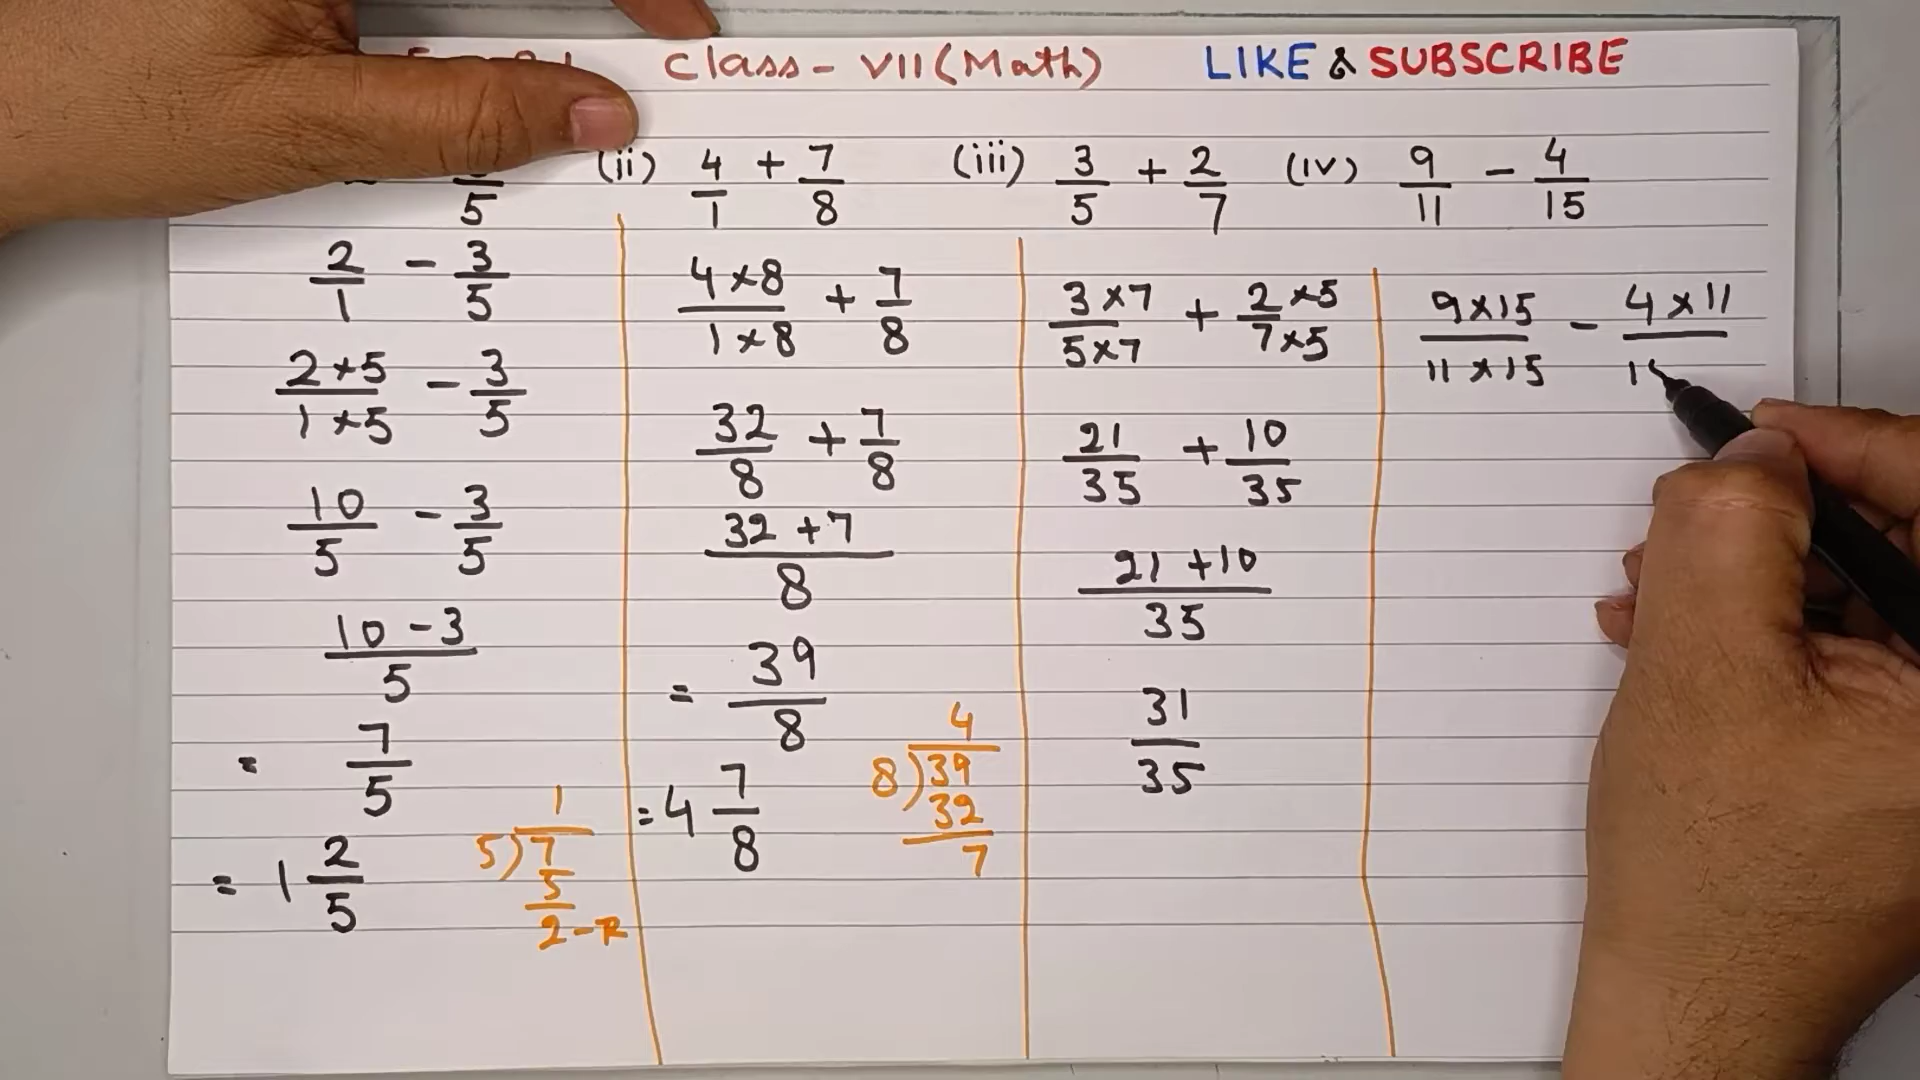 Class - VII (Math) LIKE & SUBSCRIBE
5
(ii) 4/1 + 7/8
(iii) 3/5 + 2/7
(iv) 9/11 - 4/15
2/1 - 3/5
2×5/1×5 - 3/5
10/5 - 3/5
10-3/5
= 7/5
= 1 2/5
1
5)7
5
2-R
4×8/1×8 + 7/8
32/8 + 7/8
32+7/8
= 39/8
= 4 7/8
4
8)39
32
7
3×7/5×7 + 2×5/7×5
21/35 + 10/35
21+10/35
31/35
9×15/11×15 - 4×11/